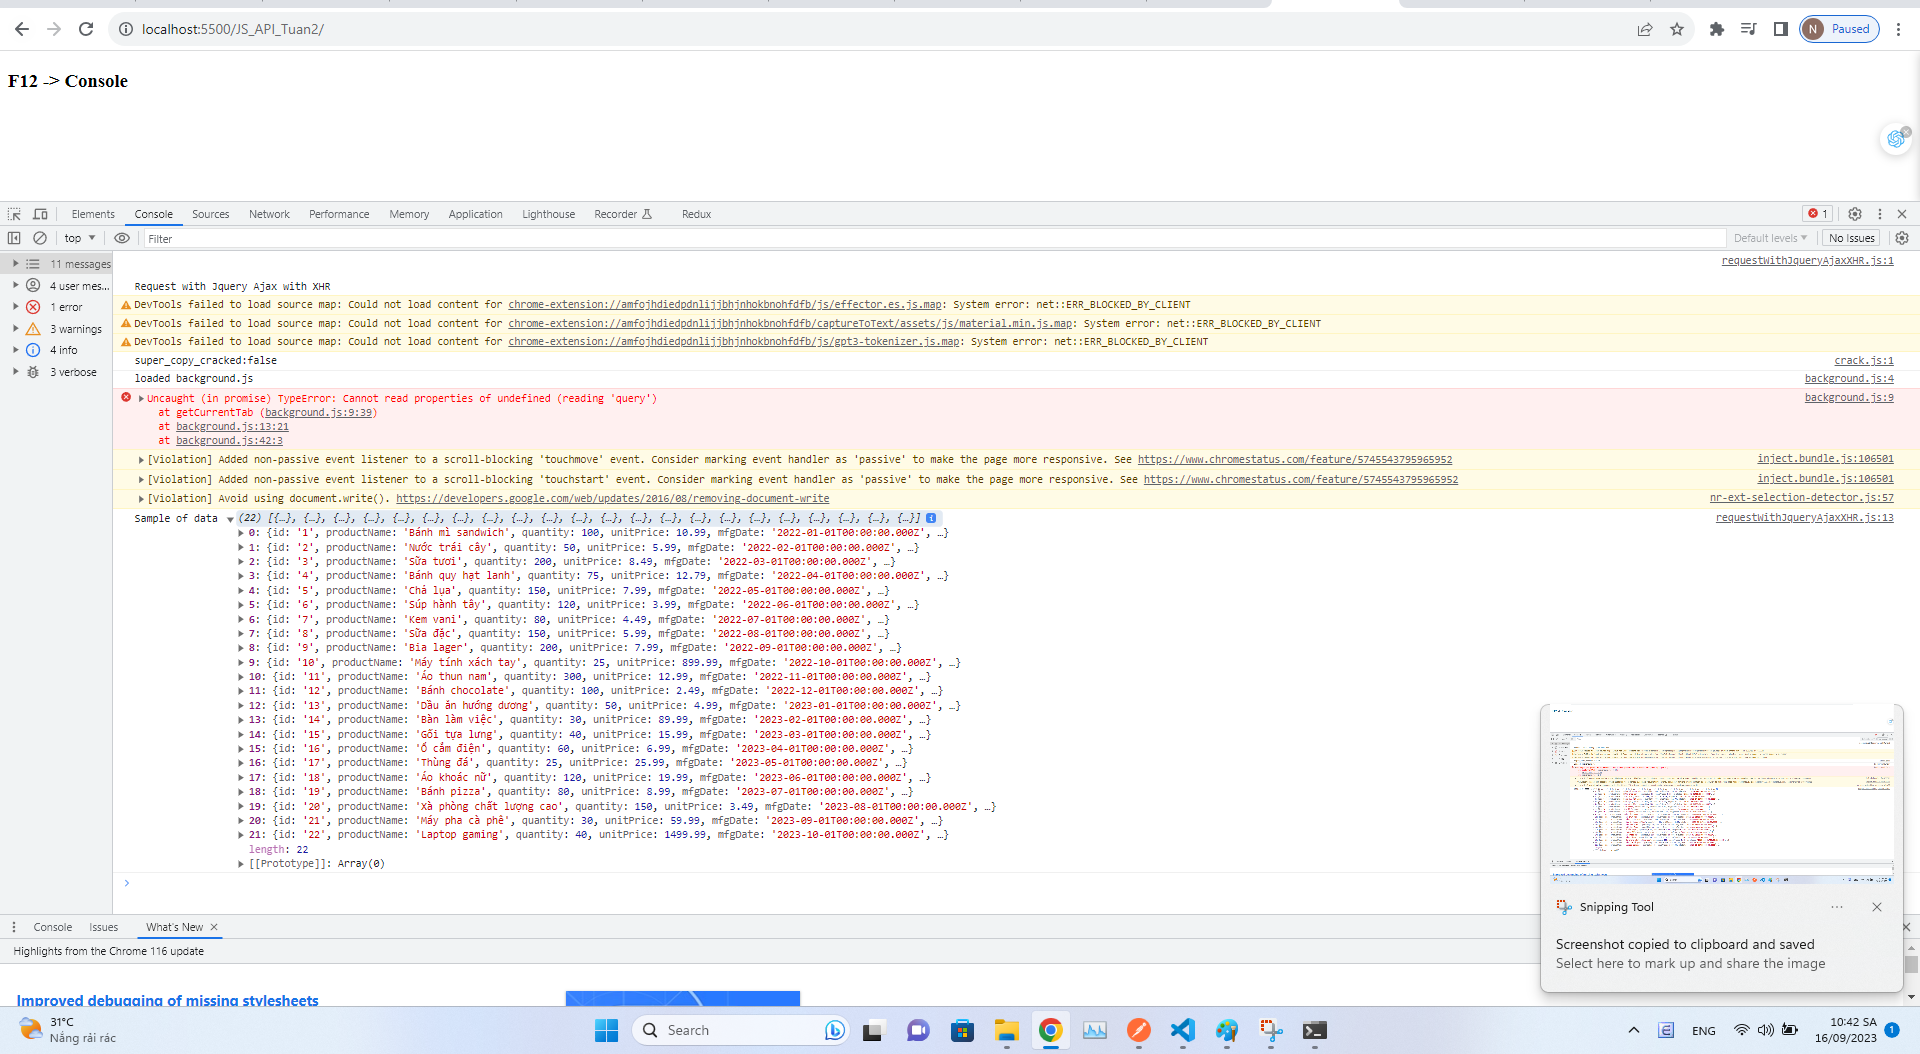 localhost:5500/JS_API_Tuan2/
N Paused
F12 -> Console
Elements Console Sources Network Performance Memory Application Lighthouse Recorder Redux 1
top Filter Default levels No Issues
11 messages
4 user mes...
1 error
3 warnings
4 info
3 verbose
requestWithJqueryAjaxXHR.js:1
Request with Jquery Ajax with XHR
DevTools failed to load source map: Could not load content for chrome-extension://amfojhdiedpdnlijjbhjnhokbnohfdfb/js/effector.es.js.map: System error: net::ERR_BLOCKED_BY_CLIENT
DevTools failed to load source map: Could not load content for chrome-extension://amfojhdiedpdnlijjbhjnhokbnohfdfb/captureToText/assets/js/material.min.js.map: System error: net::ERR_BLOCKED_BY_CLIENT
DevTools failed to load source map: Could not load content for chrome-extension://amfojhdiedpdnlijjbhjnhokbnohfdfb/js/gpt3-tokenizer.js.map: System error: net::ERR_BLOCKED_BY_CLIENT
super_copy_cracked:false crack.js:1
loaded background.js background.js:4
Uncaught (in promise) TypeError: Cannot read properties of undefined (reading 'query') background.js:9
at getCurrentTab (background.js:9:39)
at background.js:13:21
at background.js:42:3
[Violation] Added non-passive event listener to a scroll-blocking 'touchmove' event. Consider marking event handler as 'passive' to make the page more responsive. See https://www.chromestatus.com/feature/5745543795965952 inject.bundle.js:106501
[Violation] Added non-passive event listener to a scroll-blocking 'touchstart' event. Consider marking event handler as 'passive' to make the page more responsive. See https://www.chromestatus.com/feature/5745543795965952 inject.bundle.js:106501
[Violation] Avoid using document.write(). https://developers.google.com/web/updates/2016/08/removing-document-write nr-ext-selection-detector.js:57
Sample of data (22) [{…}, {…}, {…}, {…}, {…}, {…}, {…}, {…}, {…}, {…}, {…}, {…}, {…}, {…}, {…}, {…}, {…}, {…}, {…}, {…}, {…}, {…}] requestWithJqueryAjaxXHR.js:13
0: {id: '1', productName: 'Bánh mì sandwich', quantity: 100, unitPrice: 10.99, mfgDate: '2022-01-01T00:00:00.000Z', …}
1: {id: '2', productName: 'Nước trái cây', quantity: 50, unitPrice: 5.99, mfgDate: '2022-02-01T00:00:00.000Z', …}
2: {id: '3', productName: 'Sữa tươi', quantity: 200, unitPrice: 8.49, mfgDate: '2022-03-01T00:00:00.000Z', …}
3: {id: '4', productName: 'Bánh quy hạt lanh', quantity: 75, unitPrice: 12.79, mfgDate: '2022-04-01T00:00:00.000Z', …}
4: {id: '5', productName: 'Chả lụa', quantity: 150, unitPrice: 7.99, mfgDate: '2022-05-01T00:00:00.000Z', …}
5: {id: '6', productName: 'Súp hành tây', quantity: 120, unitPrice: 3.99, mfgDate: '2022-06-01T00:00:00.000Z', …}
6: {id: '7', productName: 'Kem vani', quantity: 80, unitPrice: 4.49, mfgDate: '2022-07-01T00:00:00.000Z', …}
7: {id: '8', productName: 'Sữa đặc', quantity: 150, unitPrice: 5.99, mfgDate: '2022-08-01T00:00:00.000Z', …}
8: {id: '9', productName: 'Bia lager', quantity: 200, unitPrice: 7.99, mfgDate: '2022-09-01T00:00:00.000Z', …}
9: {id: '10', productName: 'Máy tính xách tay', quantity: 25, unitPrice: 899.99, mfgDate: '2022-10-01T00:00:00.000Z', …}
10: {id: '11', productName: 'Áo thun nam', quantity: 300, unitPrice: 12.99, mfgDate: '2022-11-01T00:00:00.000Z', …}
11: {id: '12', productName: 'Bánh chocolate', quantity: 100, unitPrice: 2.49, mfgDate: '2022-12-01T00:00:00.000Z', …}
12: {id: '13', productName: 'Dầu ăn hướng dương', quantity: 50, unitPrice: 4.99, mfgDate: '2023-01-01T00:00:00.000Z', …}
13: {id: '14', productName: 'Bàn làm việc', quantity: 30, unitPrice: 89.99, mfgDate: '2023-02-01T00:00:00.000Z', …}
14: {id: '15', productName: 'Gối tựa lưng', quantity: 40, unitPrice: 15.99, mfgDate: '2023-03-01T00:00:00.000Z', …}
15: {id: '16', productName: 'Ổ cắm điện', quantity: 60, unitPrice: 6.99, mfgDate: '2023-04-01T00:00:00.000Z', …}
16: {id: '17', productName: 'Thùng đá', quantity: 25, unitPrice: 25.99, mfgDate: '2023-05-01T00:00:00.000Z', …}
17: {id: '18', productName: 'Áo khoác nữ', quantity: 120, unitPrice: 19.99, mfgDate: '2023-06-01T00:00:00.000Z', …}
18: {id: '19', productName: 'Bánh pizza', quantity: 80, unitPrice: 8.99, mfgDate: '2023-07-01T00:00:00.000Z', …}
19: {id: '20', productName: 'Xà phòng chất lượng cao', quantity: 150, unitPrice: 3.49, mfgDate: '2023-08-01T00:00:00.000Z', …}
20: {id: '21', productName: 'Máy pha cà phê', quantity: 30, unitPrice: 59.99, mfgDate: '2023-09-01T00:00:00.000Z', …}
21: {id: '22', productName: 'Laptop gaming', quantity: 40, unitPrice: 1499.99, mfgDate: '2023-10-01T00:00:00.000Z', …}
length: 22
[[Prototype]]: Array(0)
Console Issues What's New
Highlights from the Chrome 116 update
Improved debugging of missing stylesheets
Snipping Tool
Screenshot copied to clipboard and saved
Select here to mark up and share the image
31°C
Nắng rải rác
Search
ENG
10:42 SA
16/09/2023
1